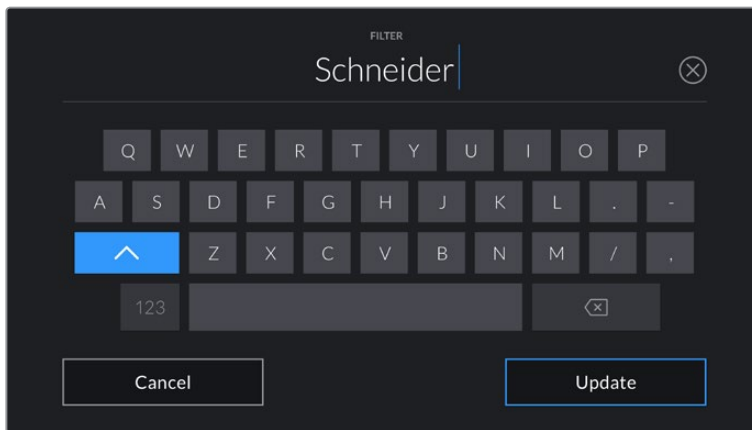 FILTER
Schneider
Q W E R T Y U I O P
A S D F G H J K L . -
Z X C V B N M / ,
123
Cancel Update